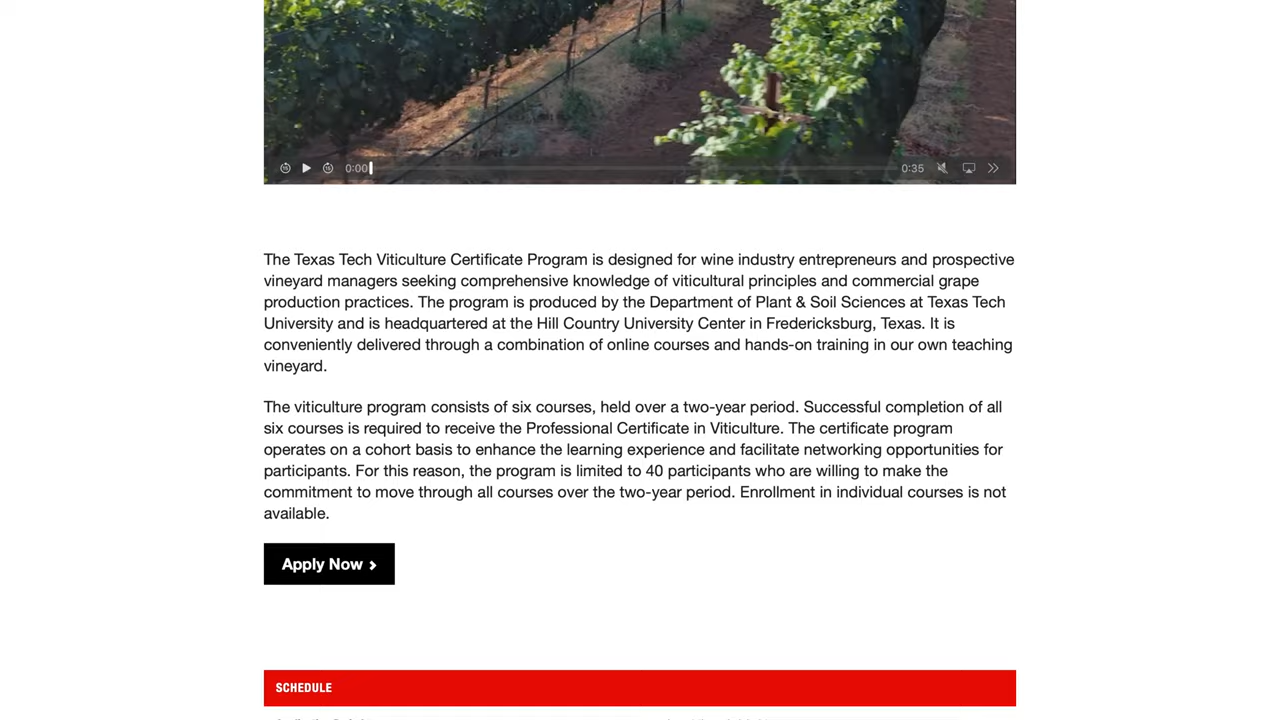 0:00
0:35
The Texas Tech Viticulture Certificate Program is designed for wine industry entrepreneurs and prospective
vineyard managers seeking comprehensive knowledge of viticultural principles and commercial grape
production practices. The program is produced by the Department of Plant & Soil Sciences at Texas Tech
University and is headquartered at the Hill Country University Center in Fredericksburg, Texas. It is
conveniently delivered through a combination of online courses and hands-on training in our own teaching
vineyard.
The viticulture program consists of six courses, held over a two-year period. Successful completion of all
six courses is required to receive the Professional Certificate in Viticulture. The certificate program
operates on a cohort basis to enhance the learning experience and facilitate networking opportunities for
participants. For this reason, the program is limited to 40 participants who are willing to make the
commitment to move through all courses over the two-year period. Enrollment in individual courses is not
available.
Apply Now ›
SCHEDULE